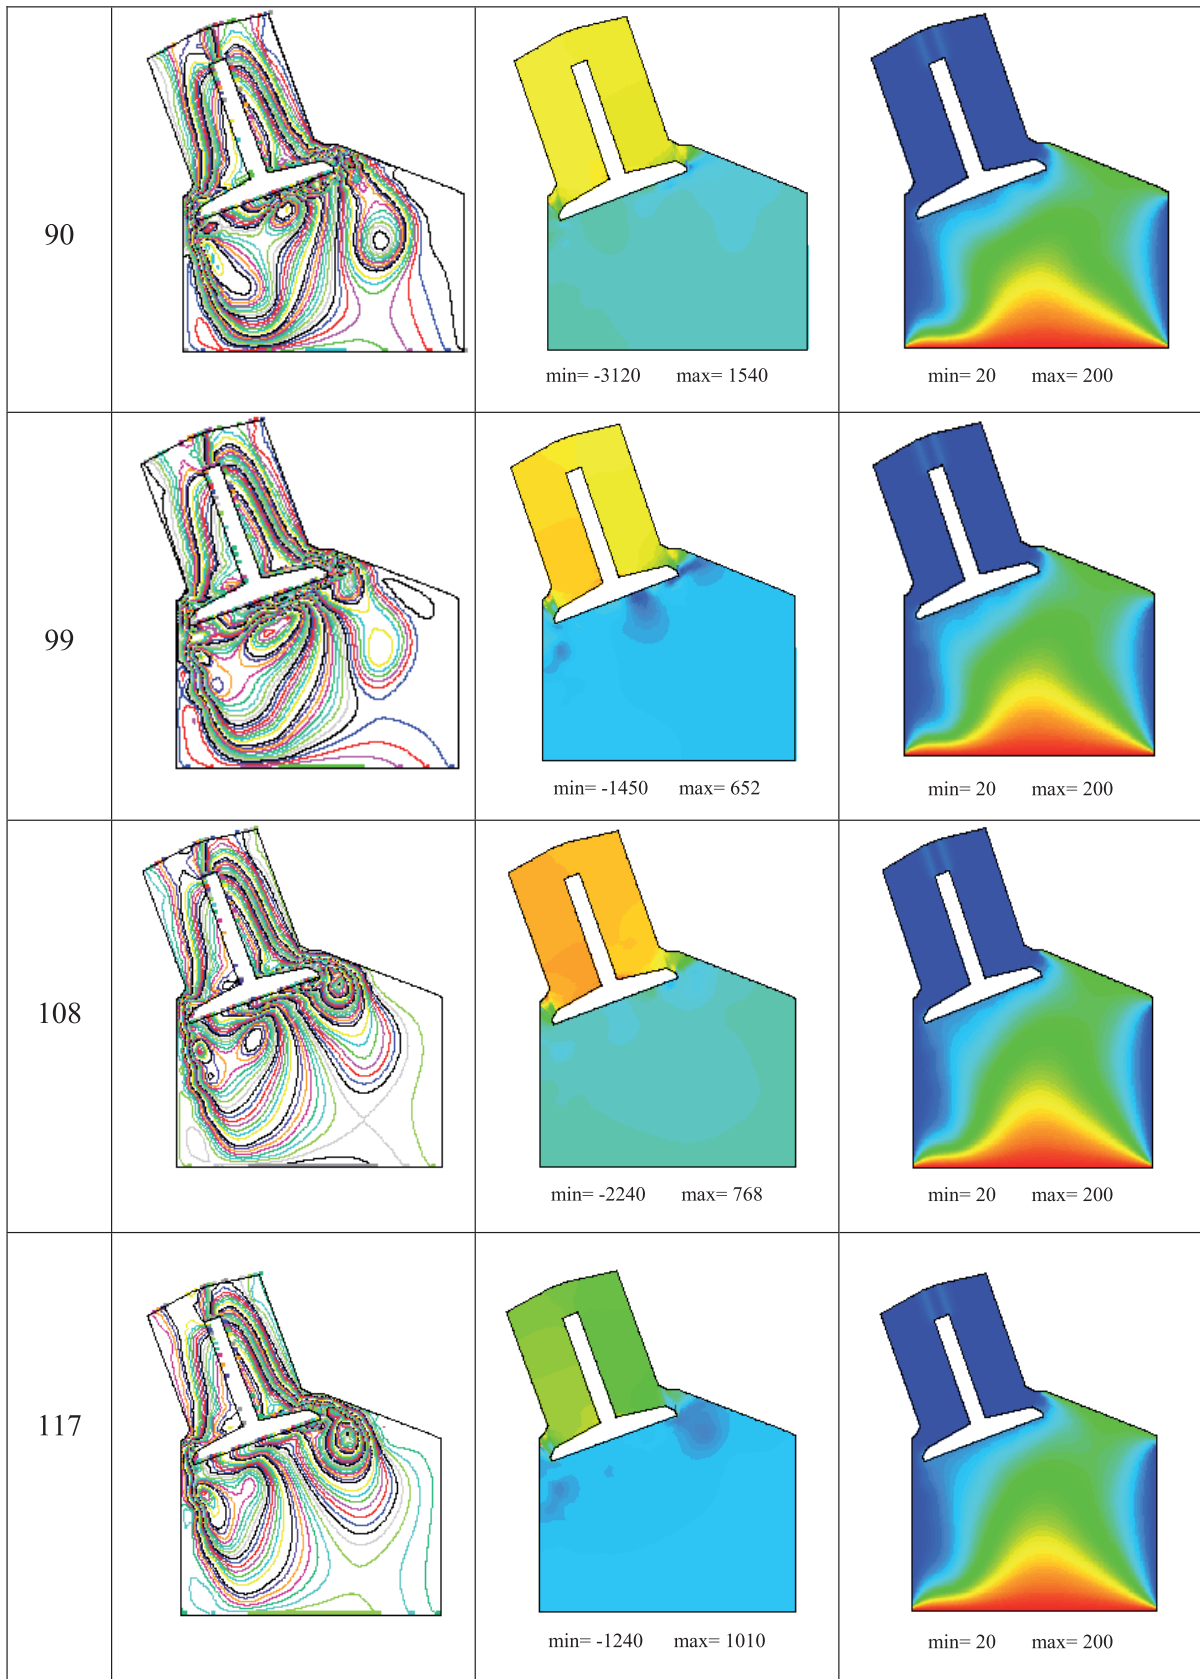 90
min= -3120 max= 1540
min= 20 max= 200
99
min= -1450 max= 652
min= 20 max= 200
108
min= -2240 max= 768
min= 20 max= 200
117
min= -1240 max= 1010
min= 20 max= 200